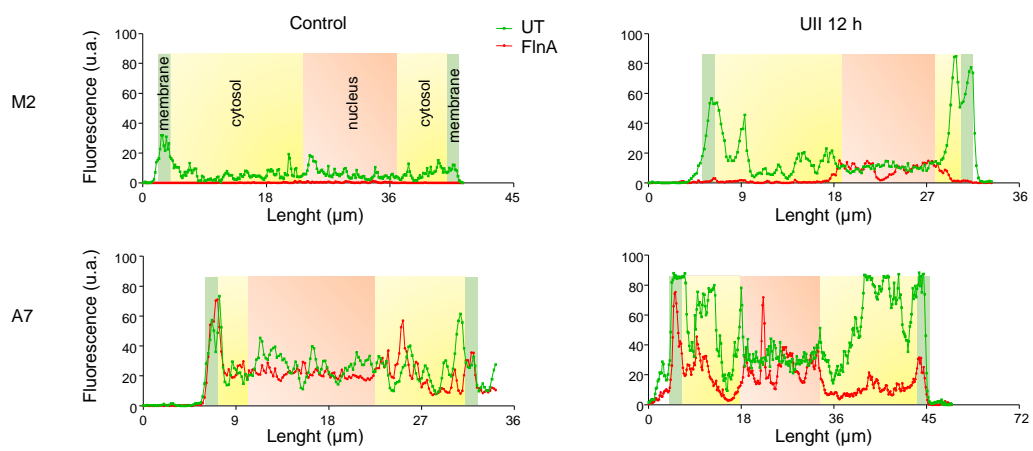 Control
UT
FlnA
UII 12 h
M2
Fluorescence (u.a.)
100
80
60
40
20
0
membrane
cytosol
nucleus
cytosol
membrane
0 18 36 45
Lenght (µm)
100
80
60
40
20
0
0 9 27 36
Lenght (µm)
A7
Fluorescence (u.a.)
100
80
60
40
20
0
0 9 27 36
Lenght (µm)
100
80
60
40
20
0
0 18 45 72
Lenght (µm)